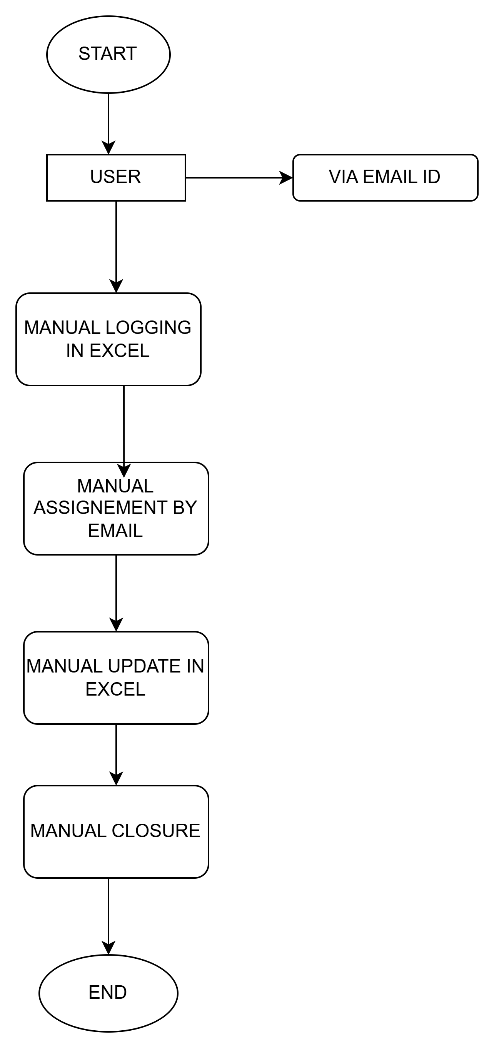 START
USER
VIA EMAIL ID
MANUAL LOGGING
IN EXCEL
MANUAL
ASSIGNEMENT BY
EMAIL
MANUAL UPDATE IN
EXCEL
MANUAL CLOSURE
END